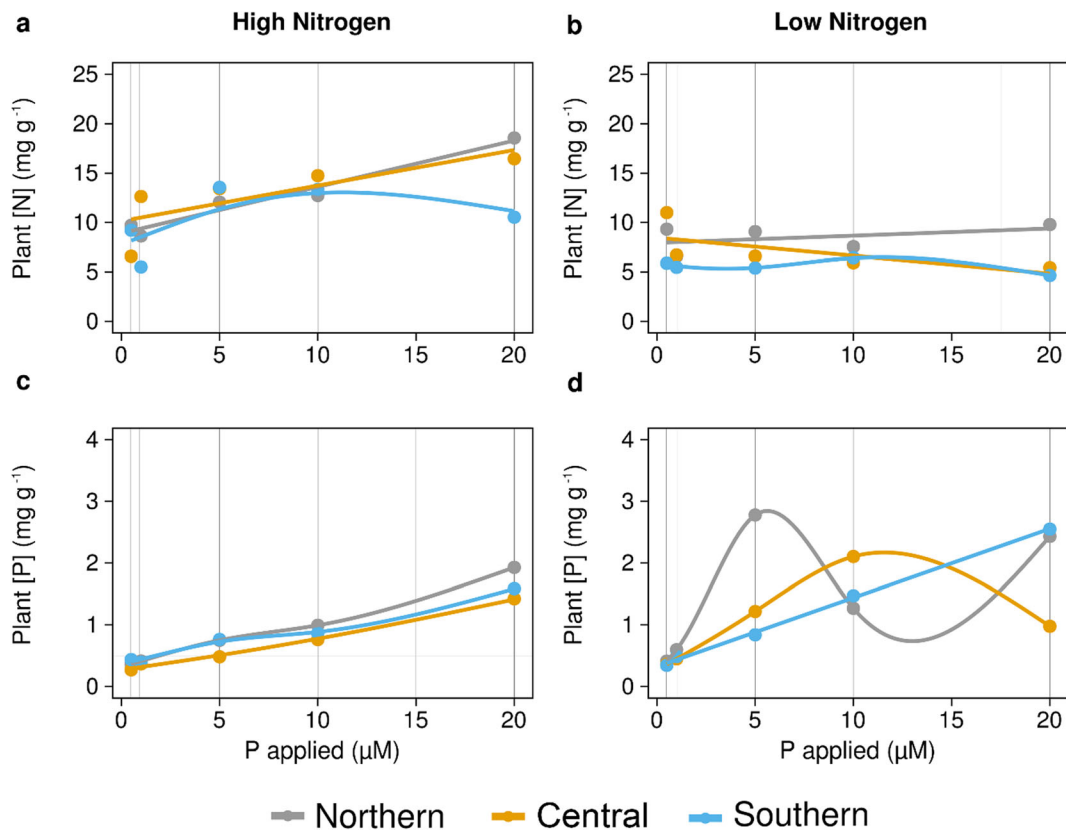 a High Nitrogen b Low Nitrogen
Plant [N] (mg g⁻¹)
25
20
15
10
5
0
0 5 10 15 20
Plant [N] (mg g⁻¹)
25
20
15
10
5
0
0 5 10 15 20
c d
Plant [P] (mg g⁻¹)
4
3
2
1
0
0 5 10 15 20
P applied (µM)
Plant [P] (mg g⁻¹)
4
3
2
1
0
0 5 10 15 20
P applied (µM)
Northern Central Southern